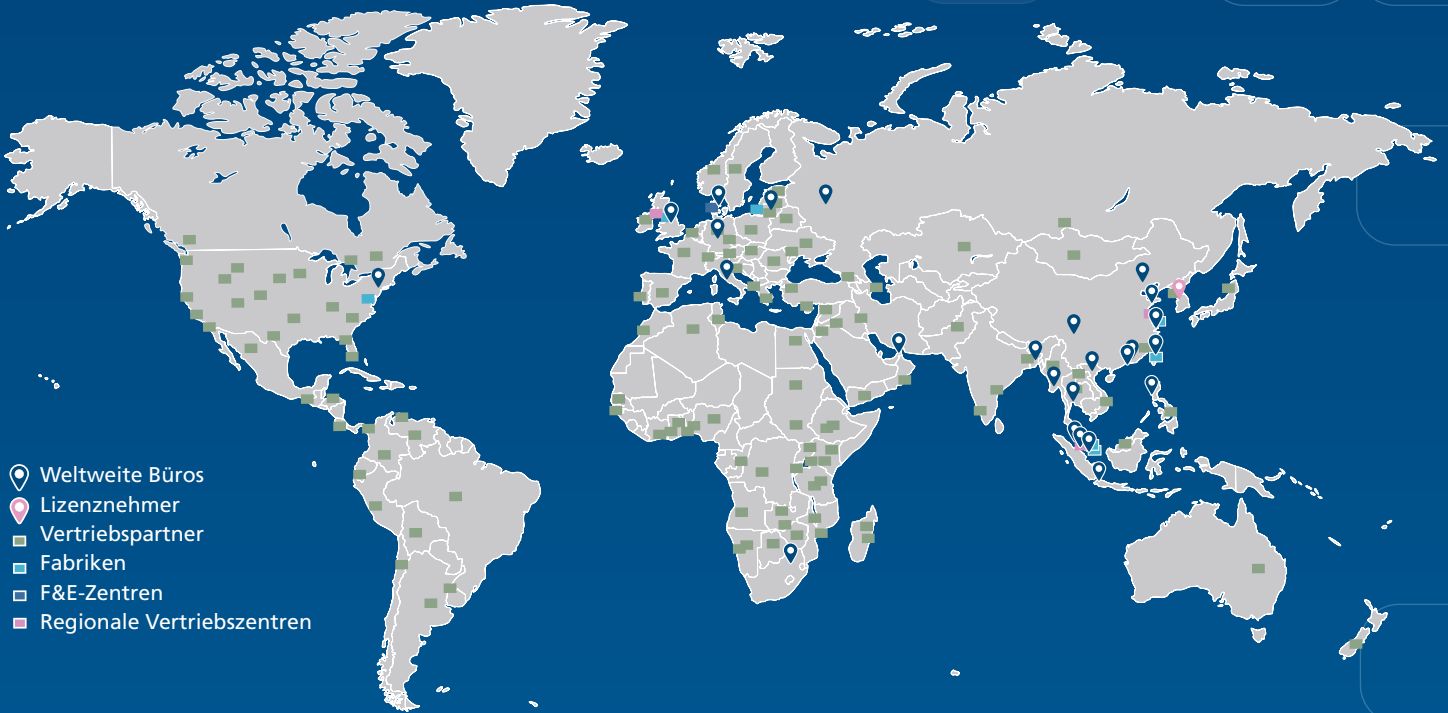 Weltweite Büros
Lizenznehmer
Vertriebspartner
Fabriken
F&E-Zentren
Regionale Vertriebszentren